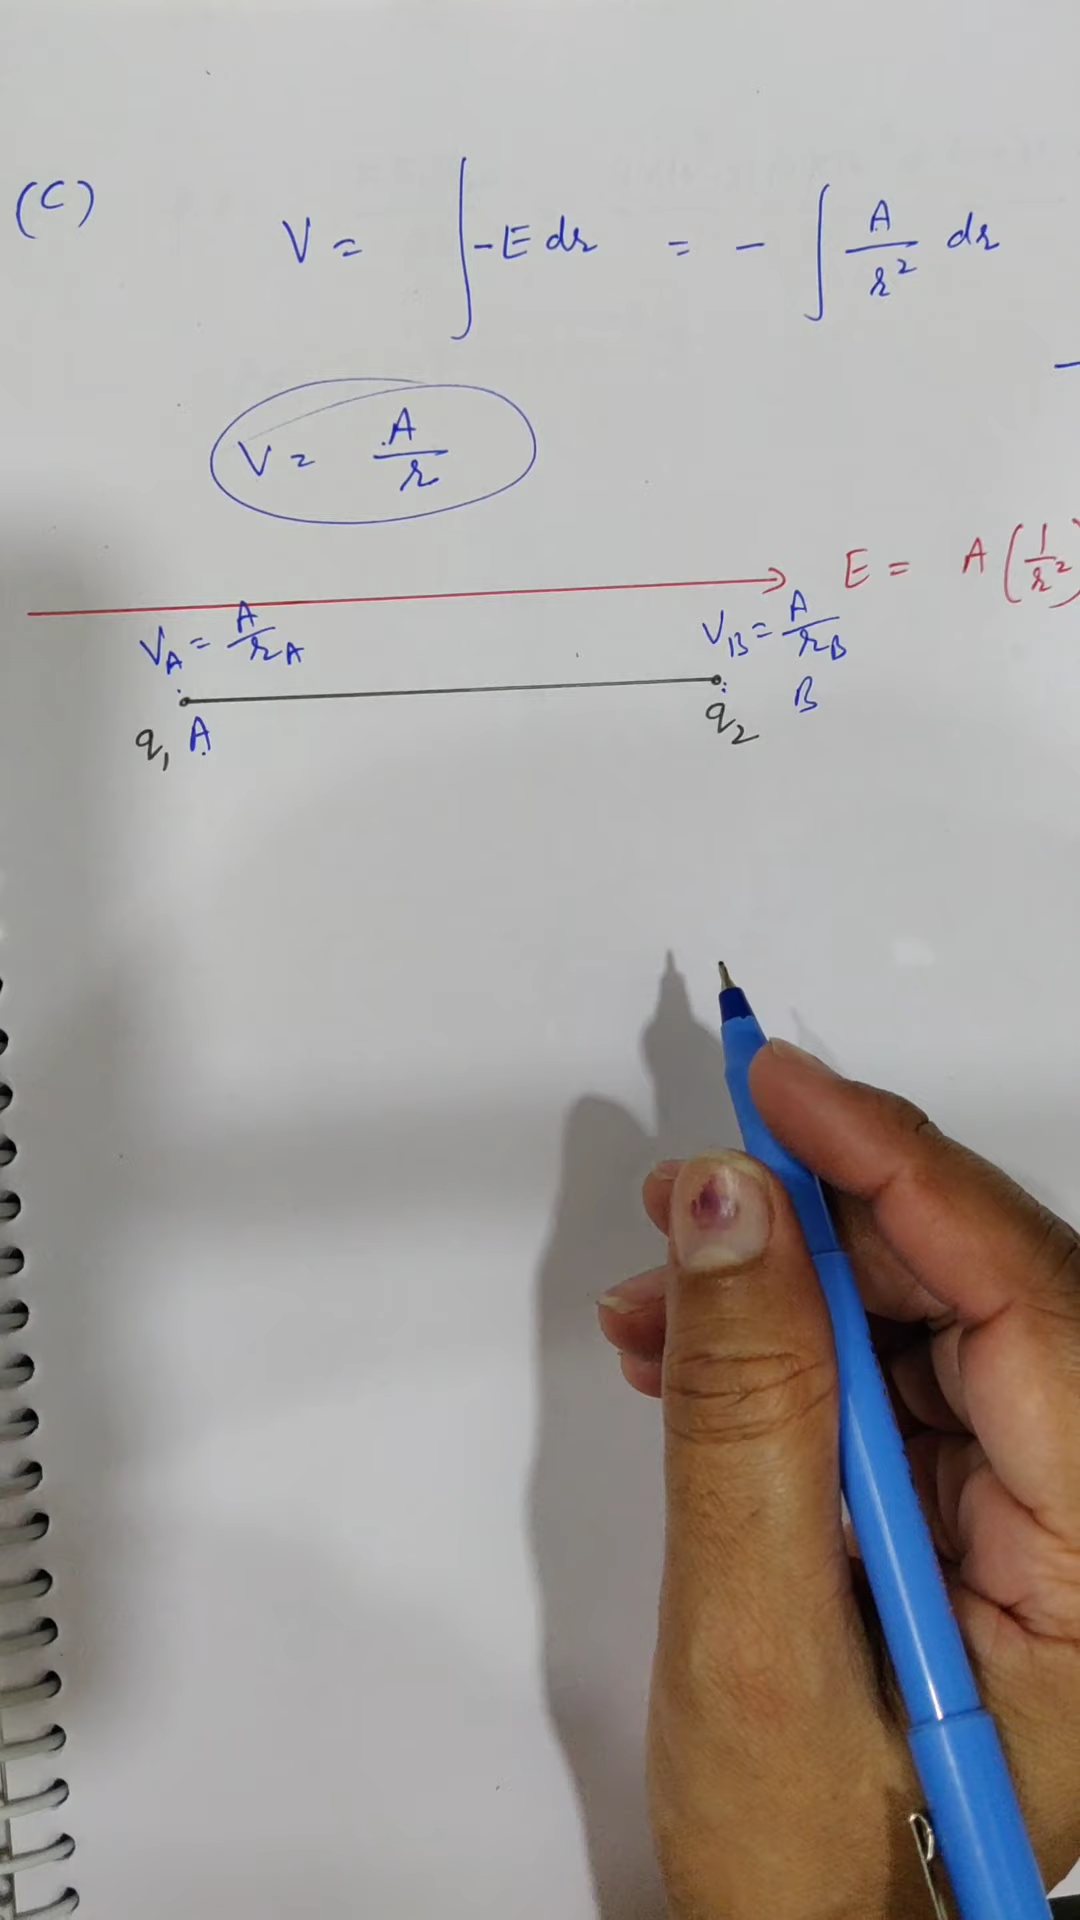 (C) V = ∫ -E dr = - ∫ A/r² dr
V = A/r
E = A(1/r²)
V_A = A/r_A V_B = A/r_B
q₁ A q₂ B